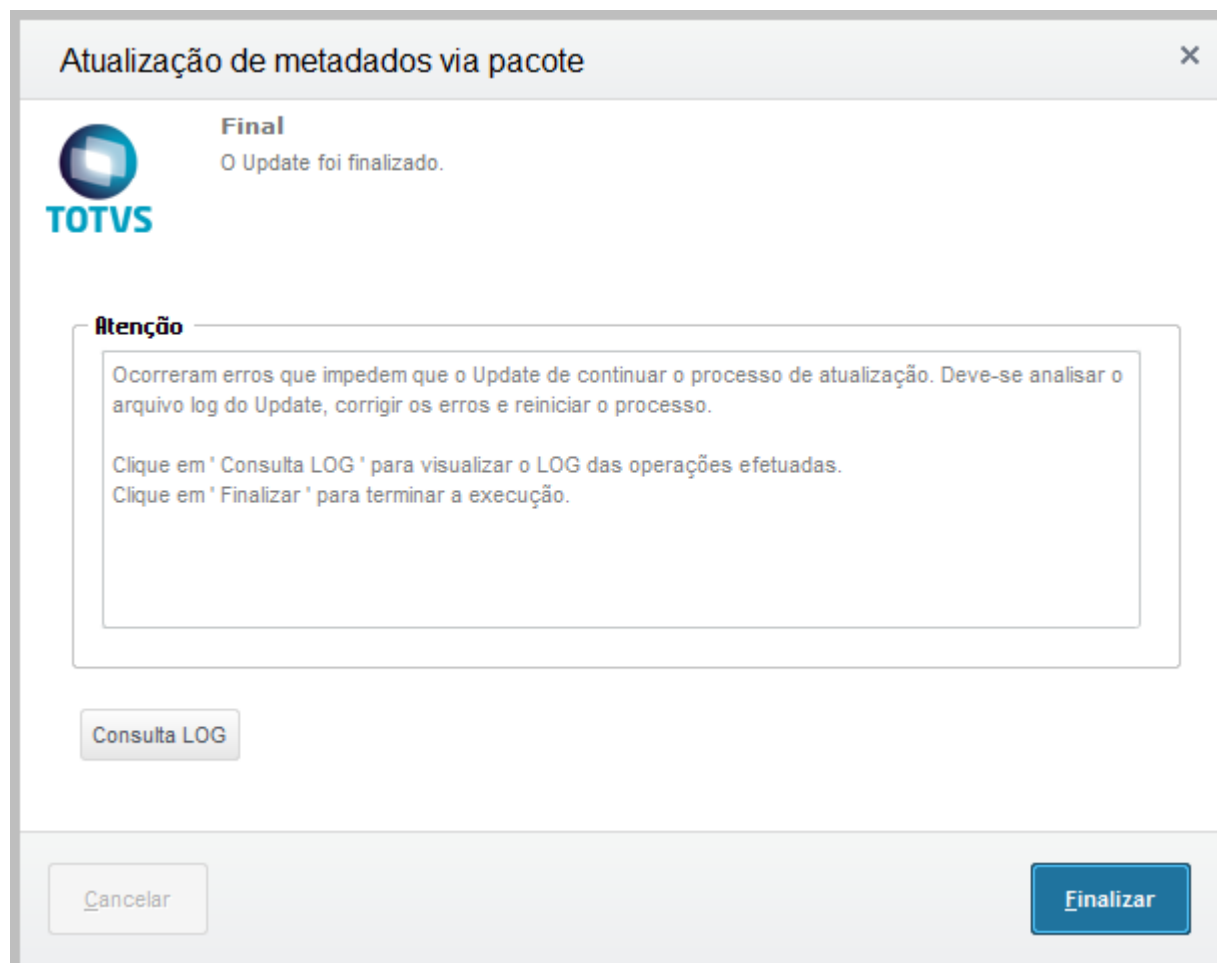 Atualização de metadados via pacote
Final
O Update foi finalizado.
TOTVS
Atenção
Ocorreram erros que impedem que o Update de continuar o processo de atualização. Deve-se analisar o
arquivo log do Update, corrigir os erros e reiniciar o processo.
Clique em ' Consulta LOG ' para visualizar o LOG das operações efetuadas.
Clique em ' Finalizar ' para terminar a execução.
Consulta LOG
Cancelar
Finalizar